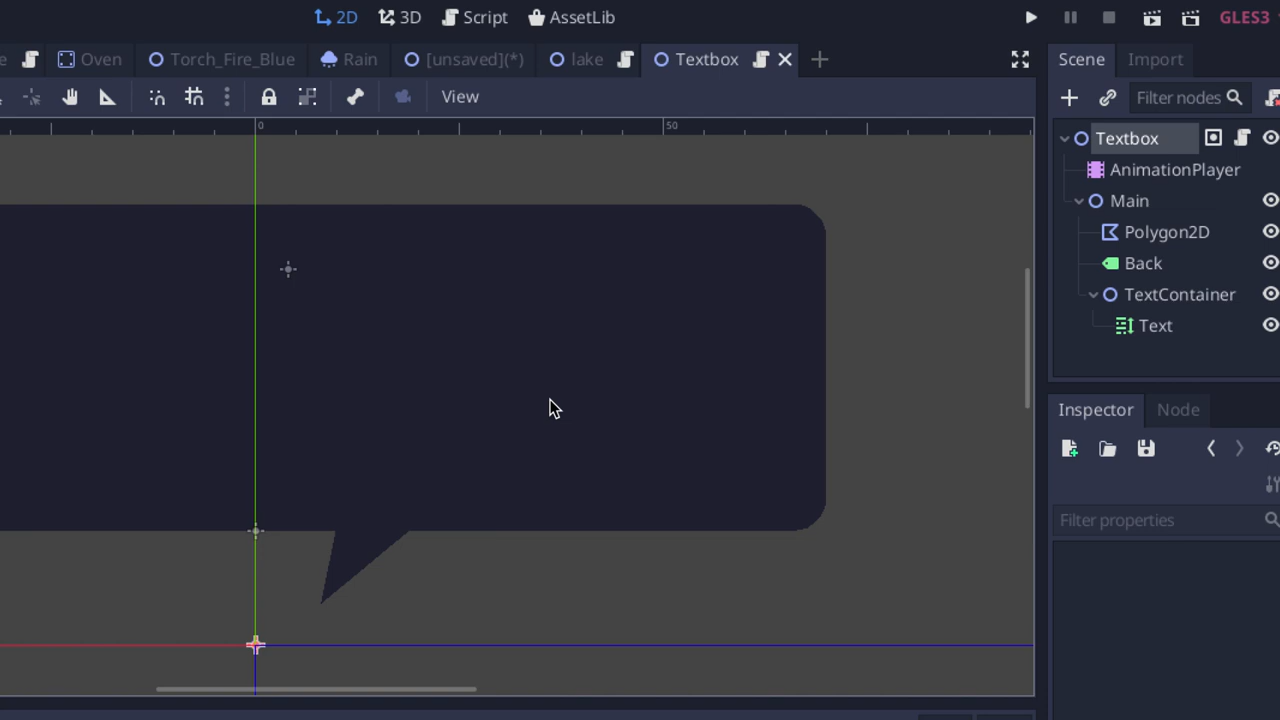 2D 3D Script AssetLib GLES3
e Oven Torch_Fire_Blue Rain [unsaved](*) lake Textbox Scene Import
View Filter nodes
0 50
Textbox
AnimationPlayer
Main
Polygon2D
Back
TextContainer
Text
Inspector Node
Filter properties